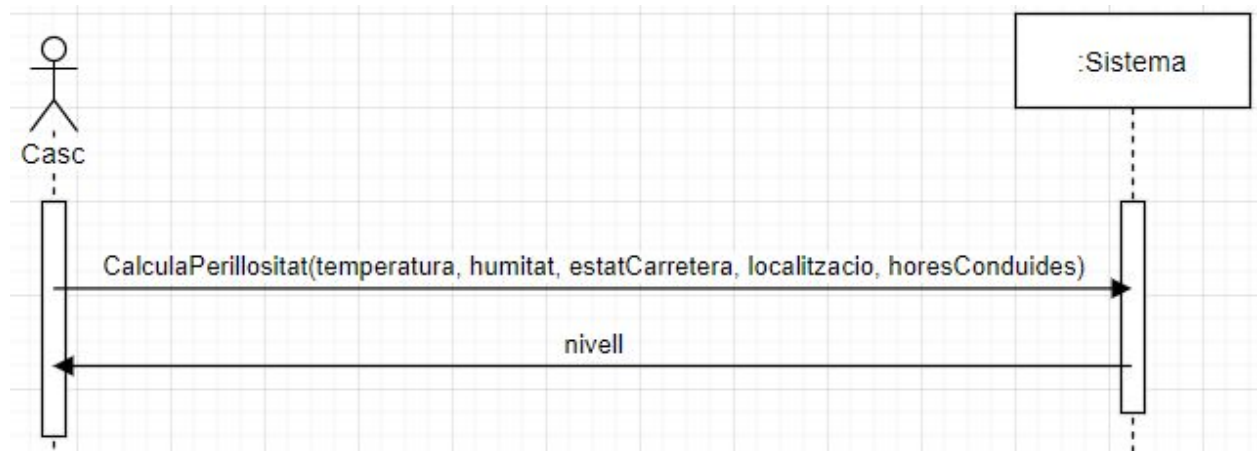 :Sistema
Casc
CalculaPerillositat(temperatura, humitat, estatCarretera, localitzacio, horesConduides)
nivell